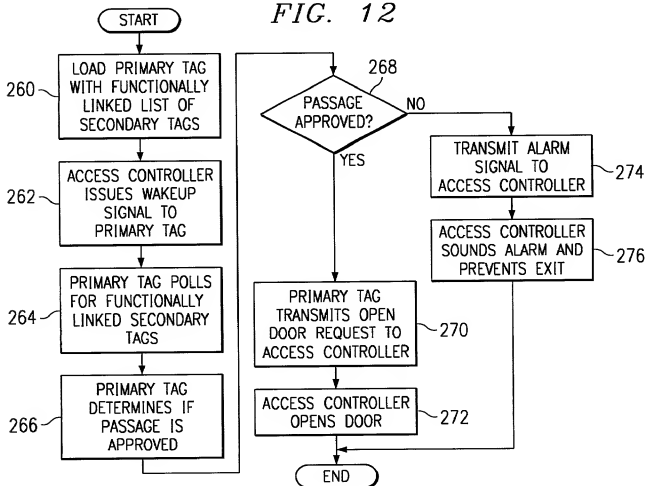 FIG. 12
START
260
LOAD PRIMARY TAG
WITH FUNCTIONALLY
LINKED LIST OF
SECONDARY TAGS
262
ACCESS CONTROLLER
ISSUES WAKEUP
SIGNAL TO
PRIMARY TAG
264
PRIMARY TAG POLLS
FOR FUNCTIONALLY
LINKED SECONDARY
TAGS
266
PRIMARY TAG
DETERMINES IF
PASSAGE IS
APPROVED
268
PASSAGE
APPROVED?
NO
YES
TRANSMIT ALARM
SIGNAL TO
ACCESS CONTROLLER
274
ACCESS CONTROLLER
SOUNDS ALARM AND
PREVENTS EXIT
276
PRIMARY TAG
TRANSMITS OPEN
DOOR REQUEST TO
ACCESS CONTROLLER
270
ACCESS CONTROLLER
OPENS DOOR
272
END